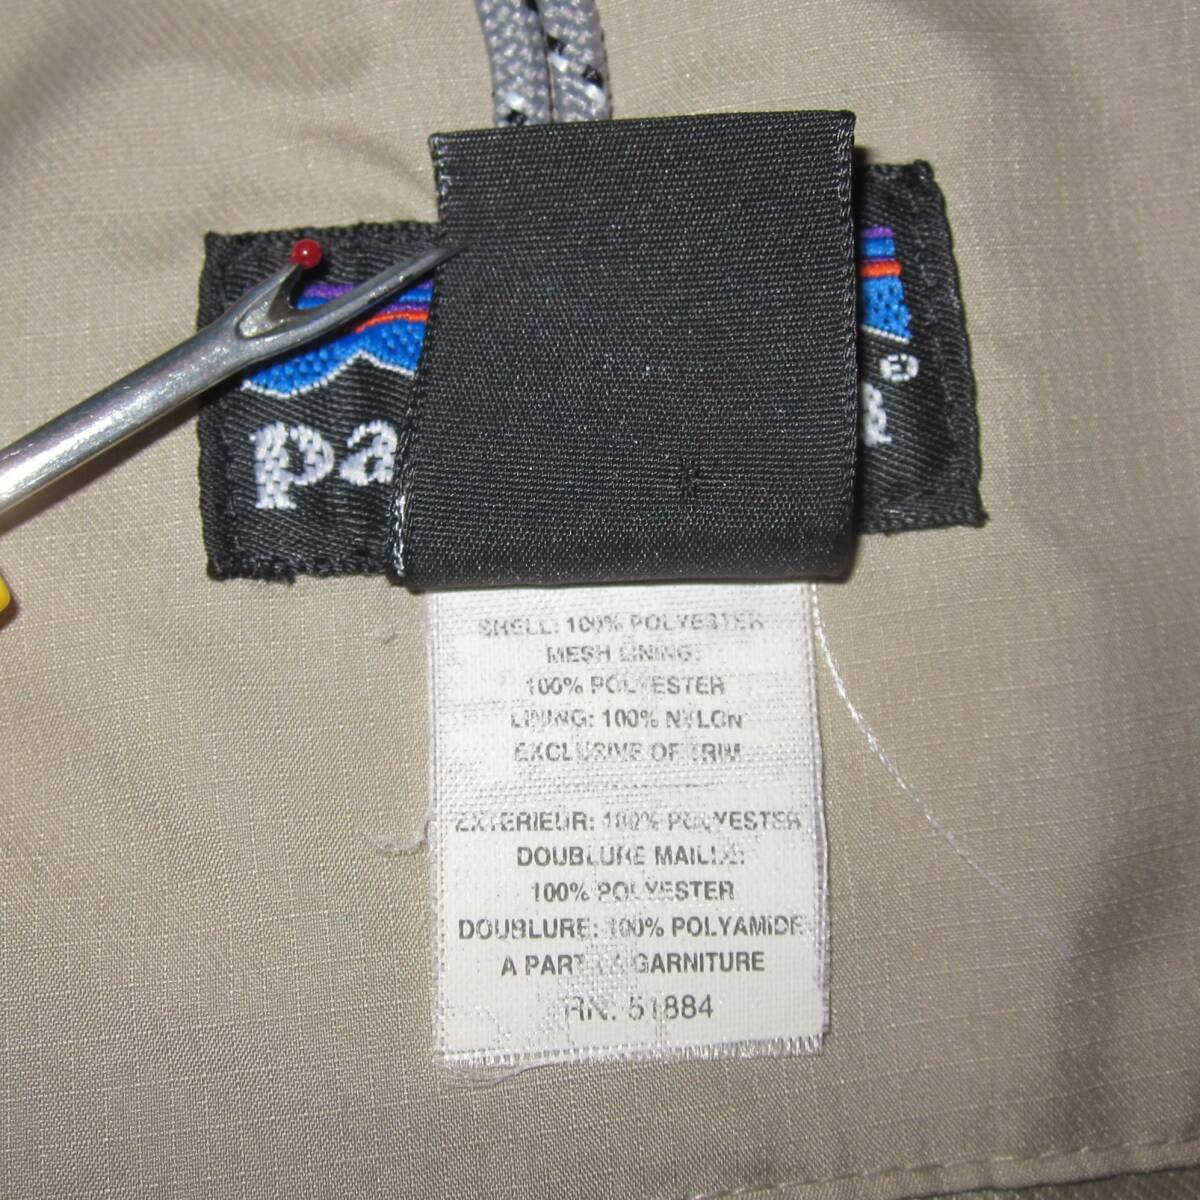 pa
®
SHELL: 100% POLYESTER
MESH LINING:
100% POLYESTER
LINING: 100% NYLON
EXCLUSIVE OF TRIM
EXTERIEUR: 100% POLYESTER
DOUBLURE MAILLE:
100% POLYESTER
DOUBLURE: 100% POLYAMIDE
A PART LA GARNITURE
RN: 51884